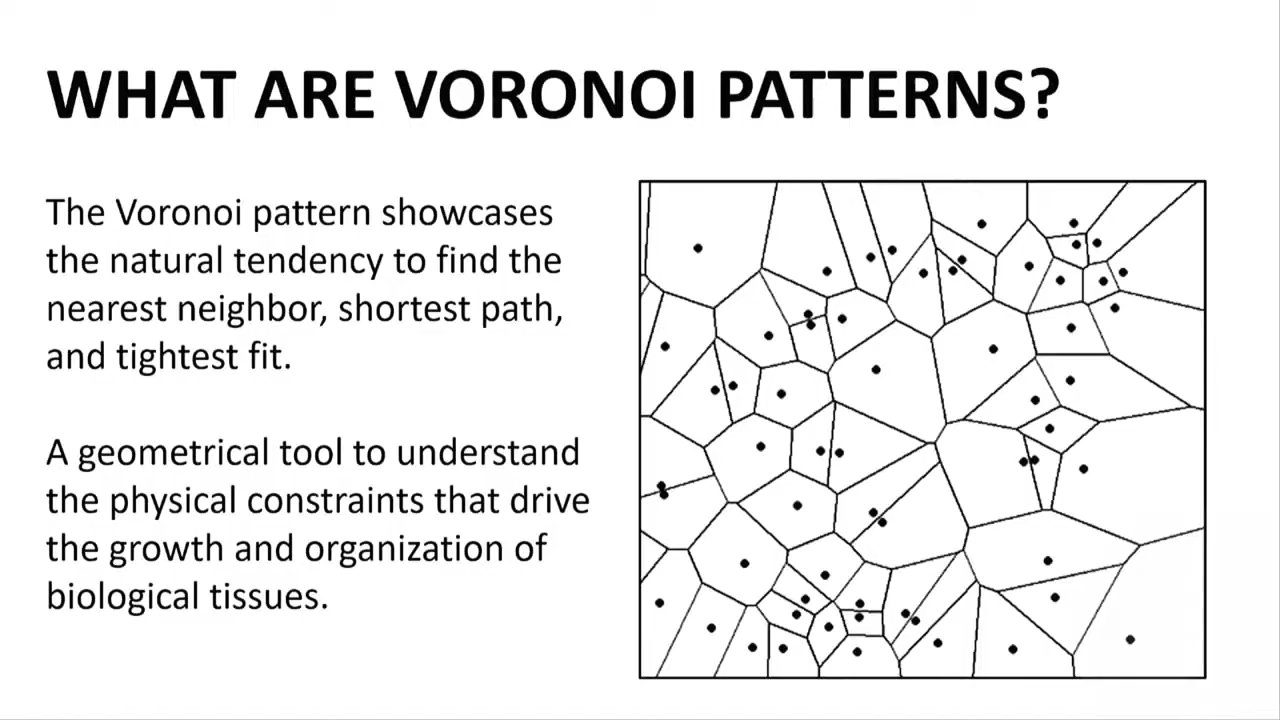 WHAT ARE VORONOI PATTERNS?
The Voronoi pattern showcases
the natural tendency to find the
nearest neighbor, shortest path,
and tightest fit.
A geometrical tool to understand
the physical constraints that drive
the growth and organization of
biological tissues.